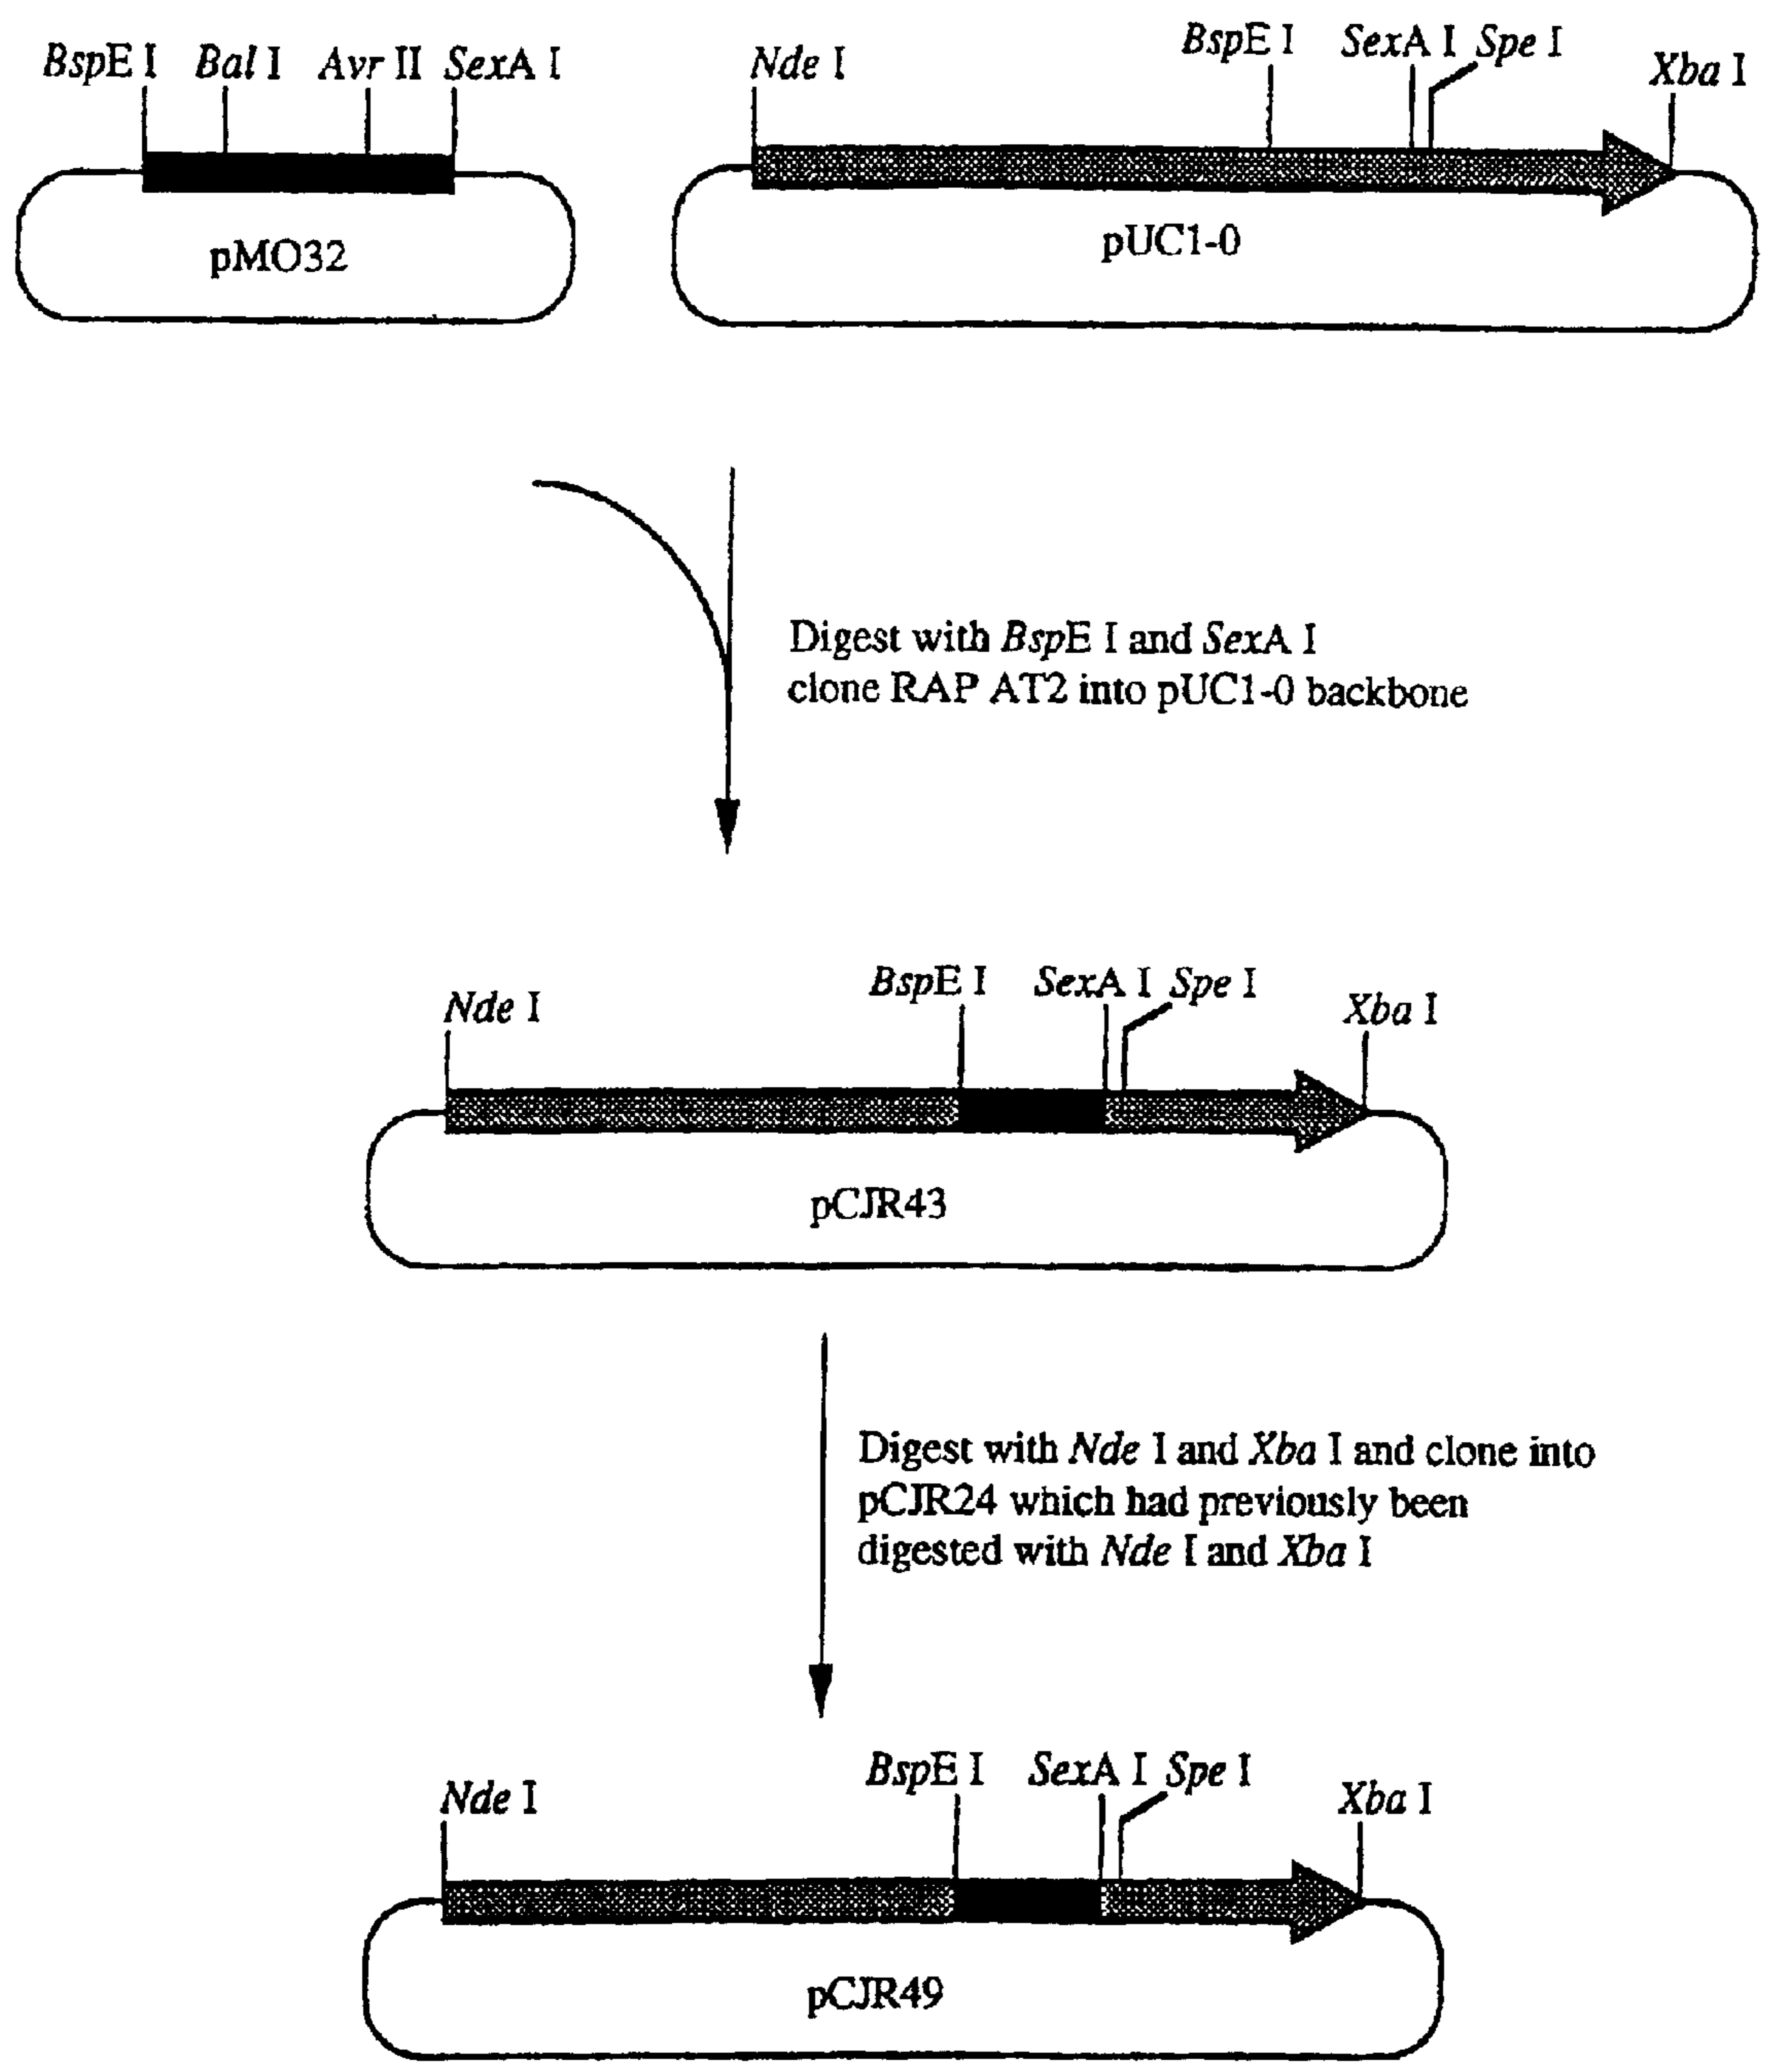 BspE I Bal I Avr II SexA I
Nde I BspE I SexA I Spe I Xba I
pMO32
pUC1-0
Digest with BspE I and SexA I
clone RAP AT2 into pUC1-0 backbone
Nde I BspE I SexA I Spe I Xba I
pCJR43
Digest with Nde I and Xba I and clone into
pCJR24 which had previously been
digested with Nde I and Xba I
Nde I BspE I SexA I Spe I Xba I
pCJR49